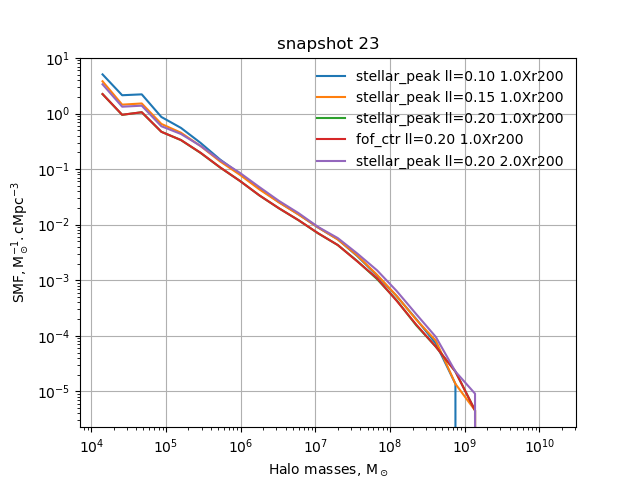 snapshot 23
stellar_peak ll=0.10 1.0Xr200
stellar_peak ll=0.15 1.0Xr200
stellar_peak ll=0.20 1.0Xr200
fof_ctr ll=0.20 1.0Xr200
stellar_peak ll=0.20 2.0Xr200
SMF, M⊙⁻¹.cMpc⁻³
10¹
10⁰
10⁻¹
10⁻²
10⁻³
10⁻⁴
10⁻⁵
10⁴ 10⁵ 10⁶ 10⁷ 10⁸ 10⁹ 10¹⁰
Halo masses, M⊙